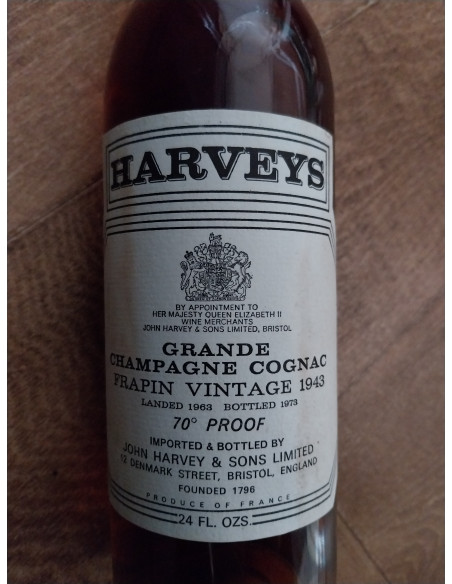 HARVEYS
BY APPOINTMENT TO
HER MAJESTY QUEEN ELIZABETH II
WINE MERCHANTS
JOHN HARVEY & SONS LIMITED, BRISTOL
GRANDE
CHAMPAGNE COGNAC
FRAPIN VINTAGE 1943
LANDED 1963 BOTTLED 1973
70° PROOF
IMPORTED & BOTTLED BY
JOHN HARVEY & SONS LIMITED
12 DENMARK STREET, BRISTOL, ENGLAND
FOUNDED 1796
PRODUCE OF FRANCE
24 FL. OZS.